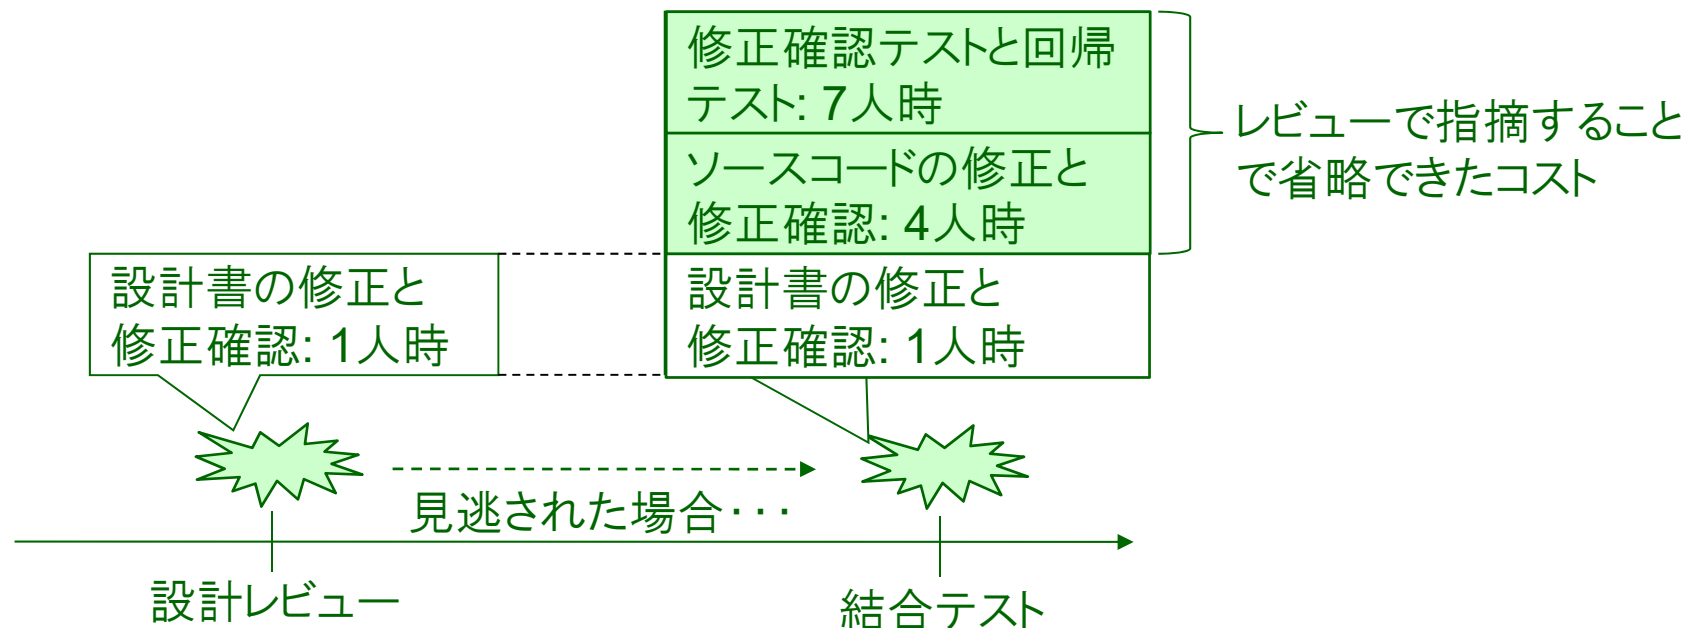 修正確認テストと回帰
テスト: 7人時
ソースコードの修正と
修正確認: 4人時
設計書の修正と
修正確認: 1人時
レビューで指摘すること
で省略できたコスト
設計書の修正と
修正確認: 1人時
見逃された場合･･･
設計レビュー
結合テスト